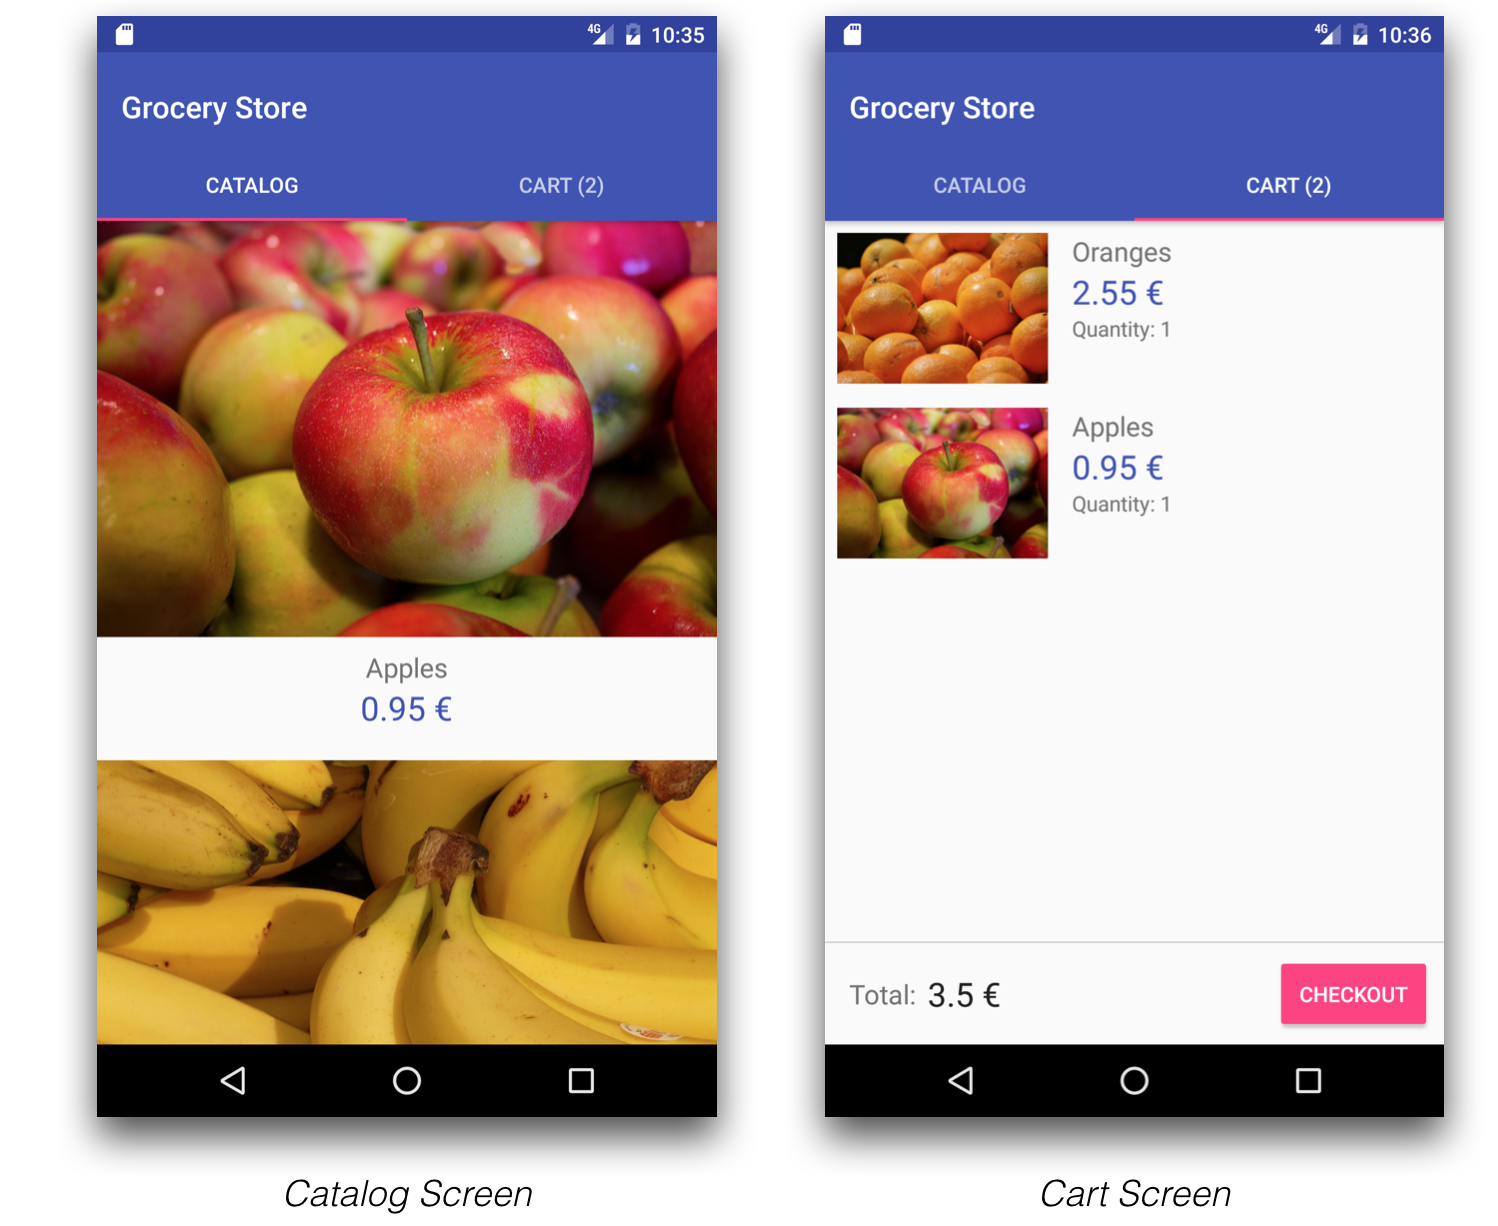 4G 10:35
Grocery Store
CATALOG CART (2)
Apples
0.95 €
Catalog Screen
4G 10:36
Grocery Store
CATALOG CART (2)
Oranges
2.55 €
Quantity: 1
Apples
0.95 €
Quantity: 1
Total: 3.5 € CHECKOUT
Cart Screen